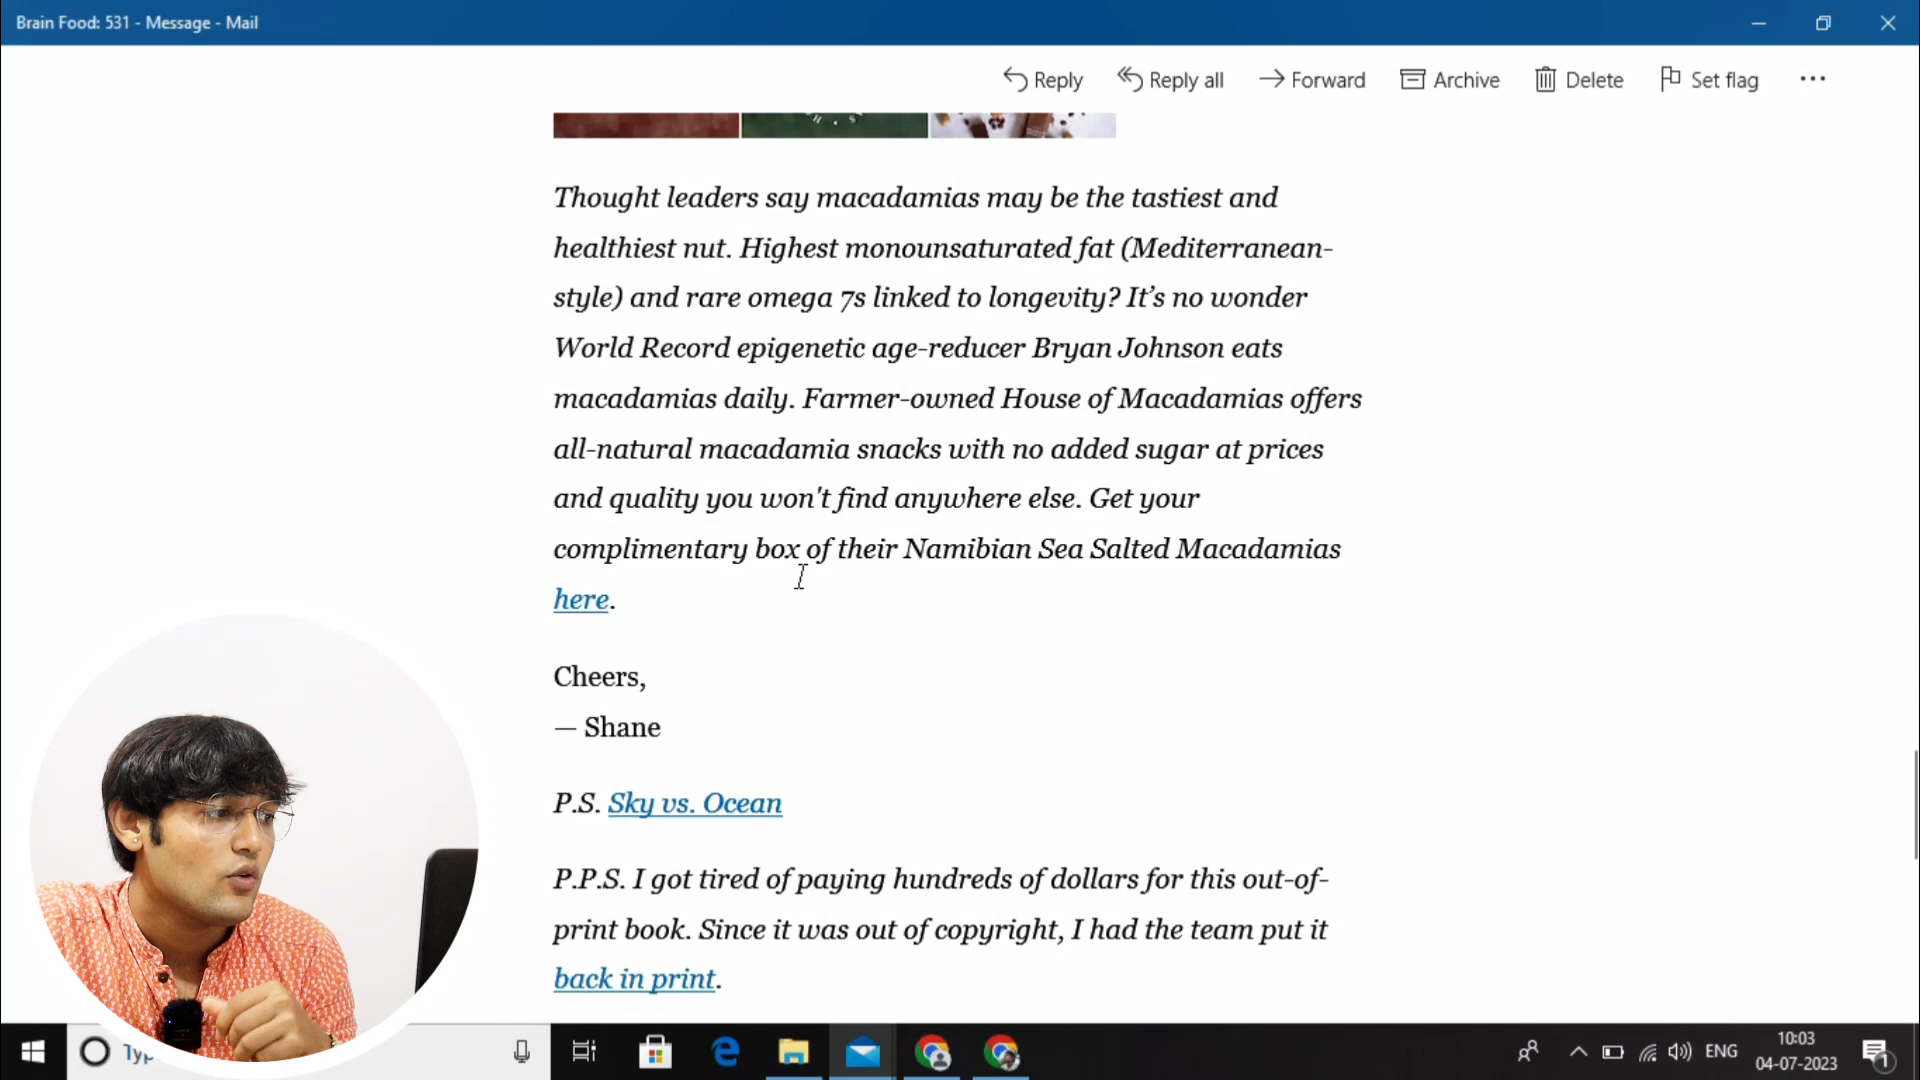 Brain Food: 531 - Message - Mail
Reply
Reply all
Forward
Archive
Delete
Set flag
Thought leaders say macadamias may be the tastiest and
healthiest nut. Highest monounsaturated fat (Mediterranean-
style) and rare omega 7s linked to longevity? It’s no wonder
World Record epigenetic age-reducer Bryan Johnson eats
macadamias daily. Farmer-owned House of Macadamias offers
all-natural macadamia snacks with no added sugar at prices
and quality you won't find anywhere else. Get your
complimentary box of their Namibian Sea Salted Macadamias
here.
Cheers,
— Shane
P.S. Sky vs. Ocean
P.P.S. I got tired of paying hundreds of dollars for this out-of-
print book. Since it was out of copyright, I had the team put it
back in print.
ENG
10:03
04-07-2023
1